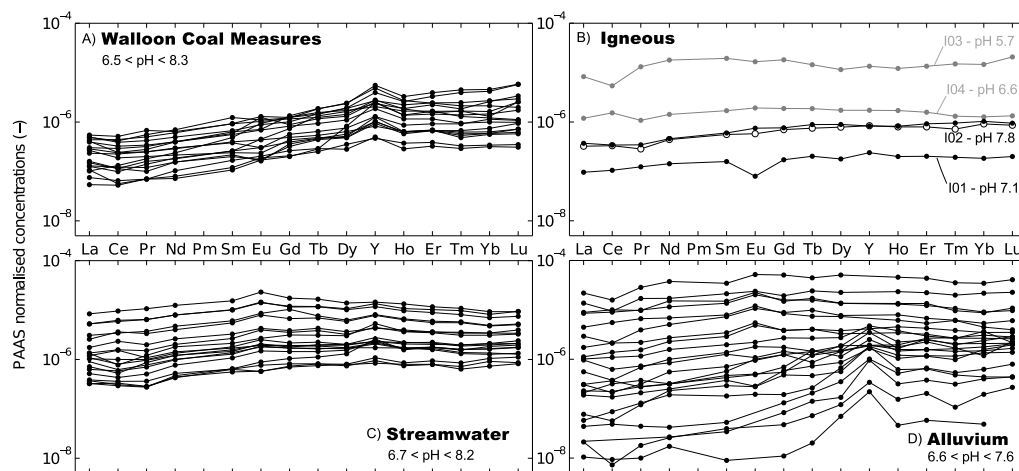 PAAS normalised concentrations (−)
10⁻⁴
10⁻⁶
10⁻⁸
A) Walloon Coal Measures
6.5 < pH < 8.3
10⁻⁴
10⁻⁶
10⁻⁸
B) Igneous
I03 - pH 5.7
I04 - pH 6.6
I02 - pH 7.8
I01 - pH 7.1
La Ce Pr Nd Pm Sm Eu Gd Tb Dy Y Ho Er Tm Yb Lu
La Ce Pr Nd Pm Sm Eu Gd Tb Dy Y Ho Er Tm Yb Lu
10⁻⁴
10⁻⁶
10⁻⁸
C) Streamwater
6.7 < pH < 8.2
10⁻⁴
10⁻⁶
10⁻⁸
D) Alluvium
6.6 < pH < 7.6